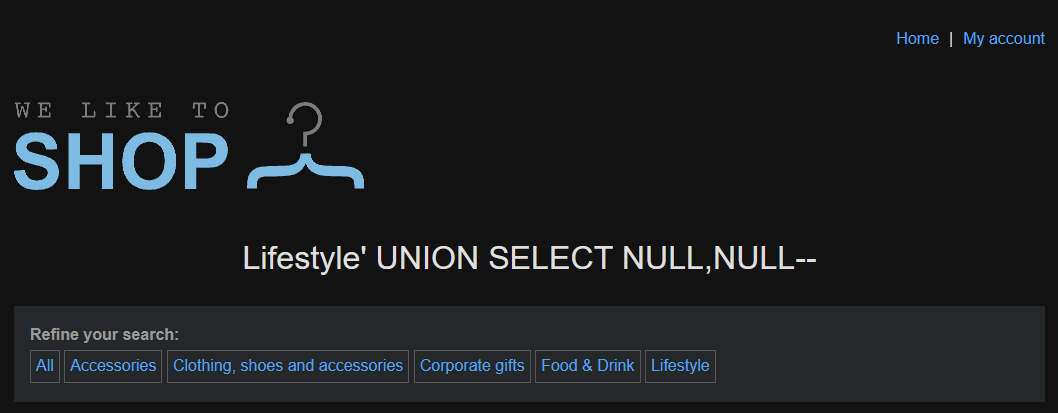 Home | My account
WE LIKE TO
SHOP
Lifestyle' UNION SELECT NULL,NULL--
Refine your search:
All Accessories Clothing, shoes and accessories Corporate gifts Food & Drink Lifestyle